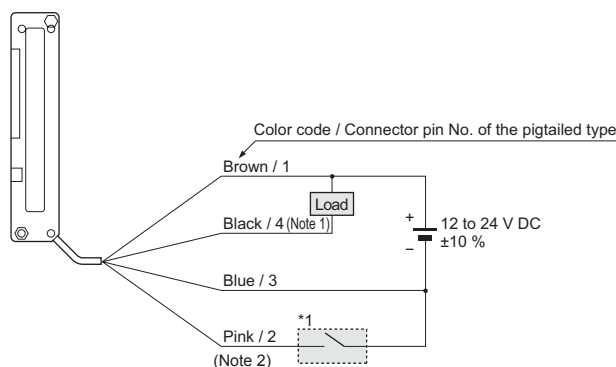 Color code / Connector pin No. of the pigtailed type
Brown / 1
Load
Black / 4 (Note 1)
+
12 to 24 V DC
±10 %
−
Blue / 3
*1
Pink / 2
(Note 2)